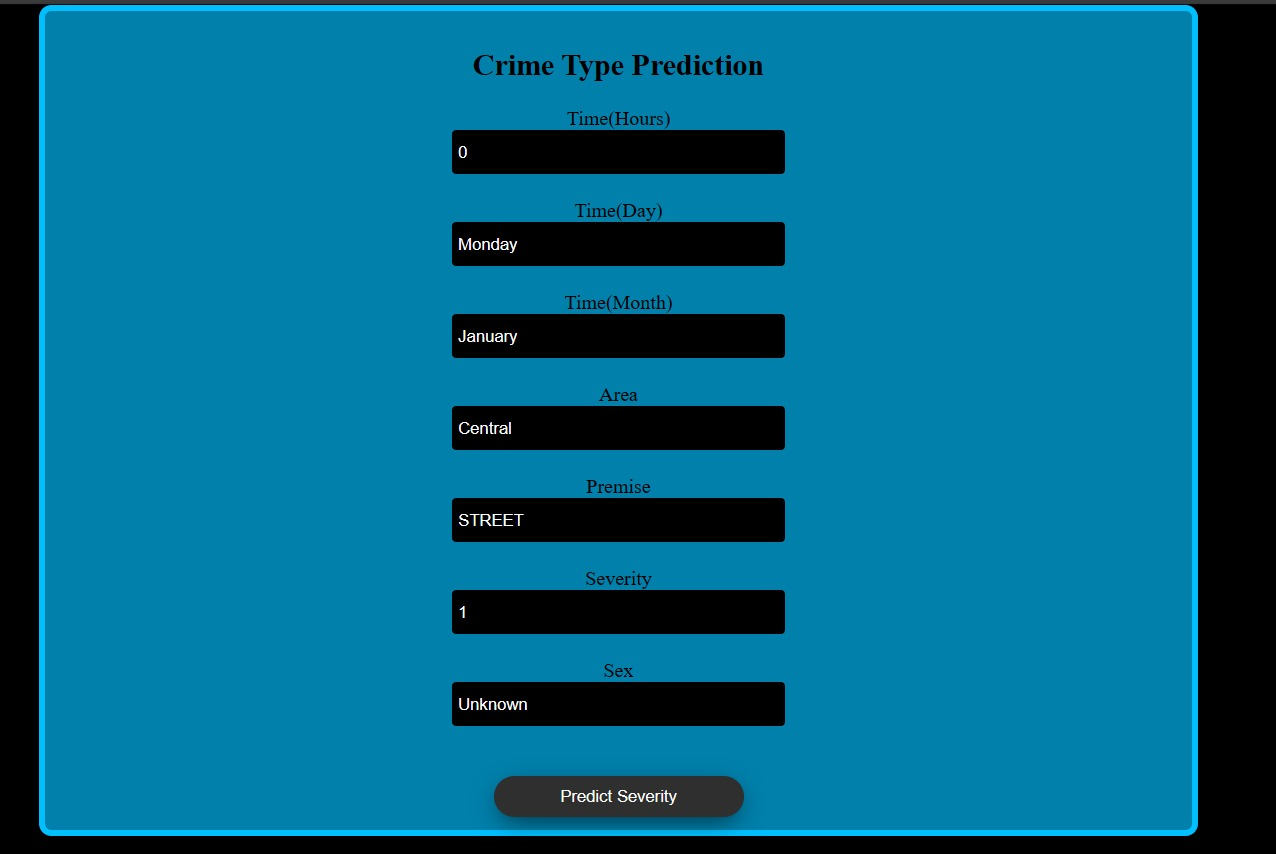 Crime Type Prediction
Time(Hours)
0
Time(Day)
Monday
Time(Month)
January
Area
Central
Premise
STREET
Severity
1
Sex
Unknown
Predict Severity